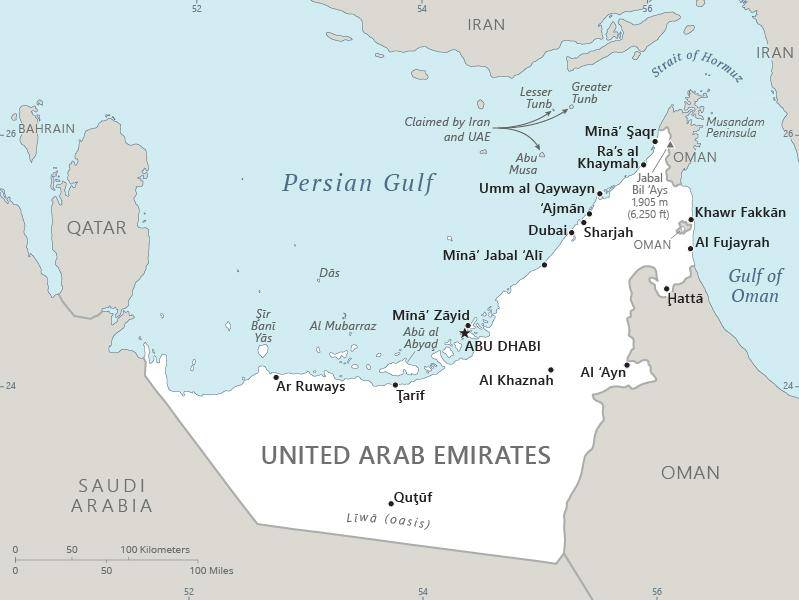 52
54
56
IRAN
IRAN
Strait of Hormuz
Lesser
Tunb
Greater
Tunb
Claimed by Iran
and UAE
Abu
Musa
26
BAHRAIN
26
Musandam
Peninsula
Mīnā’ Şaqr
Ra's al
Khaymah
OMAN
Jabal
Bil ‘Ays
1,905 m
(6,250 ft)
Persian Gulf
Umm al Qaywayn
‘Ajmān
Khawr Fakkān
QATAR
Dubai
Sharjah
OMAN
Al Fujayrah
Mīnā’ Jabal ‘Alī
Dās
Gulf of
Oman
Ḩattā
Şīr
Banī
Yās
Al Mubarraz
Mīnā’ Zāyid
Abū al
Abyad
ABU DHABI
24
Ar Ruways
Ţarīf
Al Khaznah
Al ‘Ayn
24
UNITED ARAB EMIRATES
SAUDI
ARABIA
OMAN
Quţūf
Līwā (oasis)
0 50 100 Kilometers
0 50 100 Miles
52
54
56